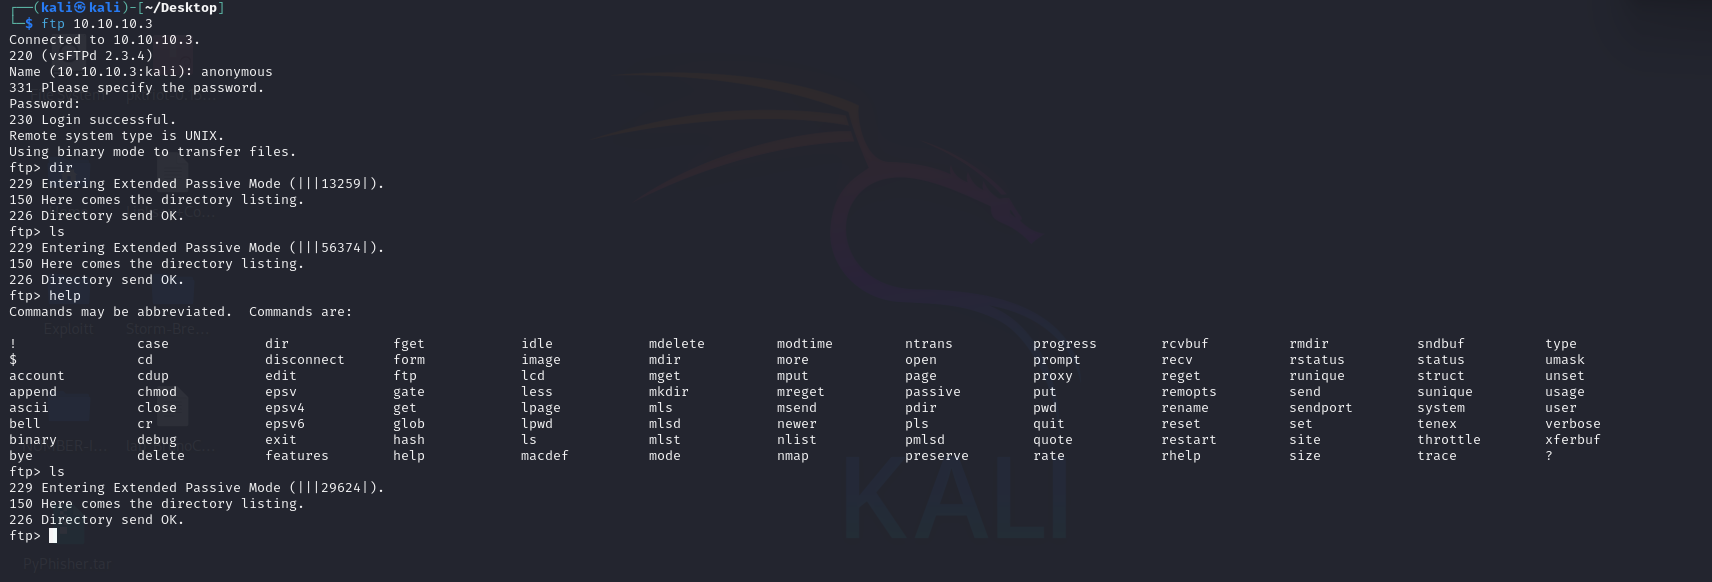 ┌──(kali㉿kali)-[~/Desktop]
└─$ ftp 10.10.10.3
Connected to 10.10.10.3.
220 (vsFTPd 2.3.4)
Name (10.10.10.3:kali): anonymous
331 Please specify the password.
Password:
230 Login successful.
Remote system type is UNIX.
Using binary mode to transfer files.
ftp> dir
229 Entering Extended Passive Mode (|||13259|).
150 Here comes the directory listing.
226 Directory send OK.
ftp> ls
229 Entering Extended Passive Mode (|||56374|).
150 Here comes the directory listing.
226 Directory send OK.
ftp> help
Commands may be abbreviated.  Commands are:
! case dir fget idle mdelete modtime ntrans progress rcvbuf rmdir sndbuf type
$ cd disconnect form image mdir more open prompt recv rstatus status umask
account cdup edit ftp lcd mget mput page proxy reget runique struct unset
append chmod epsv gate less mkdir mreget passive put remopts send sunique usage
ascii close epsv4 get lpage mls msend pdir pwd rename sendport system user
bell cr epsv6 glob lpwd mlsd newer pls quit reset set tenex verbose
binary debug exit hash ls mlst nlist pmlsd quote restart site throttle xferbuf
bye delete features help macdef mode nmap preserve rate rhelp size trace ?
ftp> ls
229 Entering Extended Passive Mode (|||29624|).
150 Here comes the directory listing.
226 Directory send OK.
ftp>
KALI
PyPhisher.tar